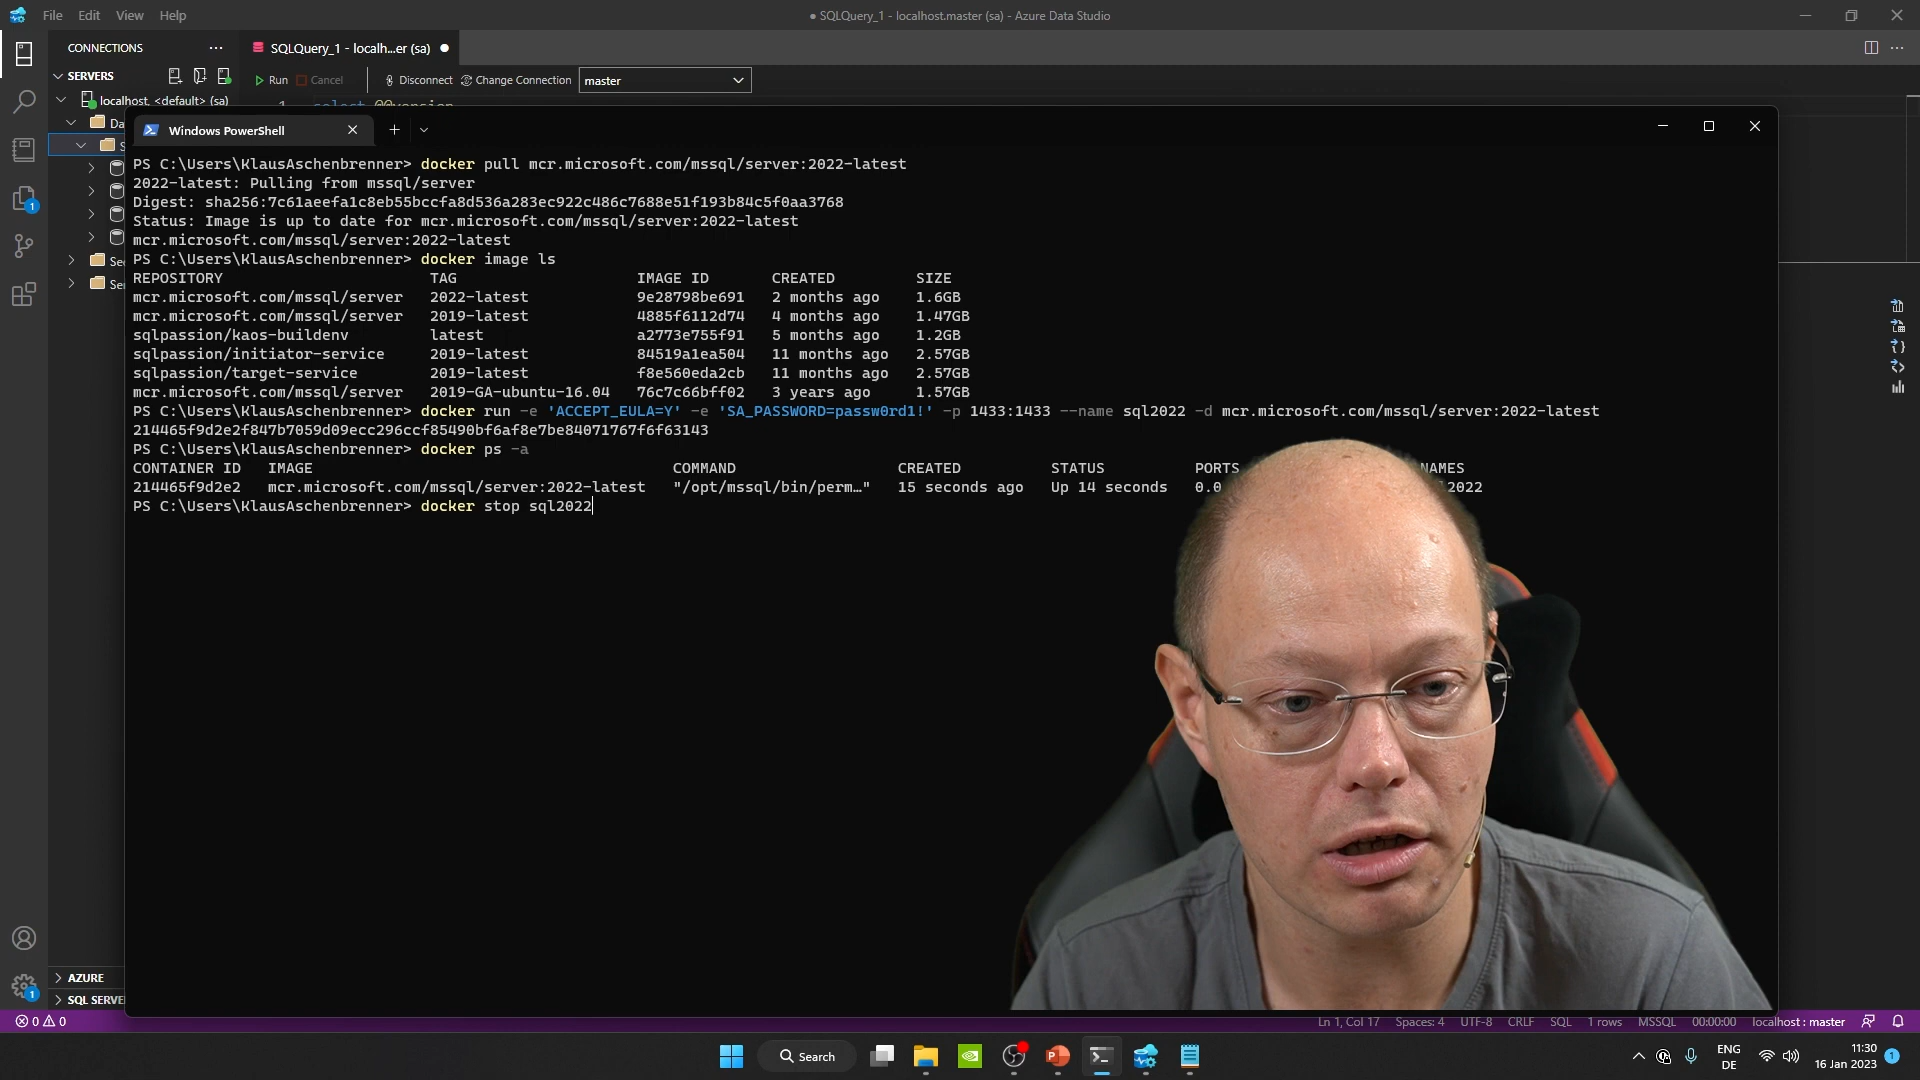 File Edit View Help
● SQLQuery_1 - localhost.master (sa) - Azure Data Studio
CONNECTIONS
SQLQuery_1 - localh...er (sa)
SERVERS
Run
Cancel
Disconnect
Change Connection
master
localhost, <default> (sa)
1 select @@version
Windows PowerShell
PS C:\Users\KlausAschenbrenner> docker pull mcr.microsoft.com/mssql/server:2022-latest
2022-latest: Pulling from mssql/server
Digest: sha256:7c61aeefa1c8eb55bccfa8d536a283ec922c486c7688e51f193b84c5f0aa3768
Status: Image is up to date for mcr.microsoft.com/mssql/server:2022-latest
mcr.microsoft.com/mssql/server:2022-latest
PS C:\Users\KlausAschenbrenner> docker image ls
REPOSITORY TAG IMAGE ID CREATED SIZE
mcr.microsoft.com/mssql/server 2022-latest 9e28798be691 2 months ago 1.6GB
mcr.microsoft.com/mssql/server 2019-latest 4885f6112d74 4 months ago 1.47GB
sqlpassion/kaos-buildenv latest a2773e755f91 5 months ago 1.2GB
sqlpassion/initiator-service 2019-latest 84519a1ea504 11 months ago 2.57GB
sqlpassion/target-service 2019-latest f8e560eda2cb 11 months ago 2.57GB
mcr.microsoft.com/mssql/server 2019-GA-ubuntu-16.04 76c7c66bff02 3 years ago 1.57GB
PS C:\Users\KlausAschenbrenner> docker run -e 'ACCEPT_EULA=Y' -e 'SA_PASSWORD=passw0rd1!' -p 1433:1433 --name sql2022 -d mcr.microsoft.com/mssql/server:2022-latest
214465f9d2e2f847b7059d09ecc296ccf85490bf6af8e7be84071767f6f63143
PS C:\Users\KlausAschenbrenner> docker ps -a
CONTAINER ID IMAGE COMMAND CREATED STATUS PORTS NAMES
214465f9d2e2 mcr.microsoft.com/mssql/server:2022-latest "/opt/mssql/bin/perm…" 15 seconds ago Up 14 seconds 0.0 2022
PS C:\Users\KlausAschenbrenner> docker stop sql2022
AZURE
SQL SERVE
0 0
Ln 1, Col 17 Spaces: 4 UTF-8 CRLF SQL 1 rows MSSQL 00:00:00 localhost : master
Search
ENG
DE
11:30
16 Jan 2023
1